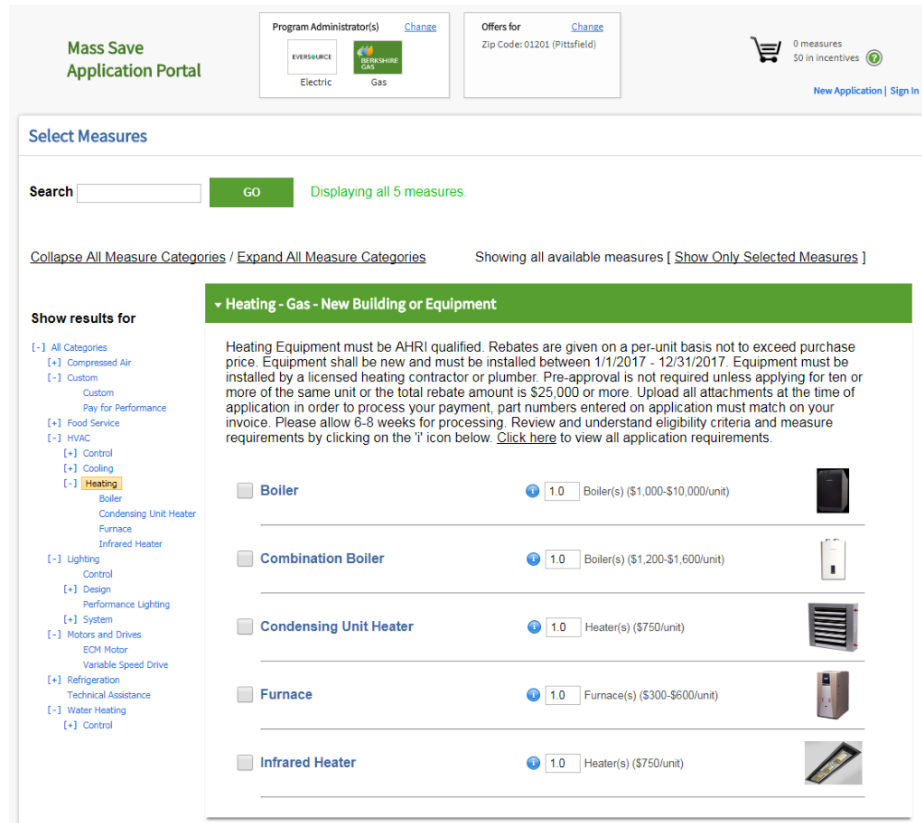 Mass Save
Application Portal
Program Administrator(s) Change
EVERSOURCE
BERKSHIRE
GAS
Electric Gas
Offers for Change
Zip Code: 01201 (Pittsfield)
0 measures
$0 in incentives ?
New Application | Sign In
Select Measures
Search GO Displaying all 5 measures.
Collapse All Measure Categories / Expand All Measure Categories Showing all available measures [ Show Only Selected Measures ]
Show results for
[-] All Categories
[+] Compressed Air
[-] Custom
Custom
Pay for Performance
[+] Food Service
[-] HVAC
[+] Control
[+] Cooling
[-] Heating
Boiler
Condensing Unit Heater
Furnace
Infrared Heater
[-] Lighting
Control
[+] Design
Performance Lighting
[+] System
[-] Motors and Drives
ECM Motor
Variable Speed Drive
[+] Refrigeration
Technical Assistance
[-] Water Heating
[+] Control
Heating - Gas - New Building or Equipment
Heating Equipment must be AHRI qualified. Rebates are given on a per-unit basis not to exceed purchase
price. Equipment shall be new and must be installed between 1/1/2017 - 12/31/2017. Equipment must be
installed by a licensed heating contractor or plumber. Pre-approval is not required unless applying for ten or
more of the same unit or the total rebate amount is $25,000 or more. Upload all attachments at the time of
application in order to process your payment, part numbers entered on application must match on your
invoice. Please allow 6-8 weeks for processing. Review and understand eligibility criteria and measure
requirements by clicking on the 'i' icon below. Click here to view all application requirements.
Boiler i 1.0 Boiler(s) ($1,000-$10,000/unit)
Combination Boiler i 1.0 Boiler(s) ($1,200-$1,600/unit)
Condensing Unit Heater i 1.0 Heater(s) ($750/unit)
Furnace i 1.0 Furnace(s) ($300-$600/unit)
Infrared Heater i 1.0 Heater(s) ($750/unit)